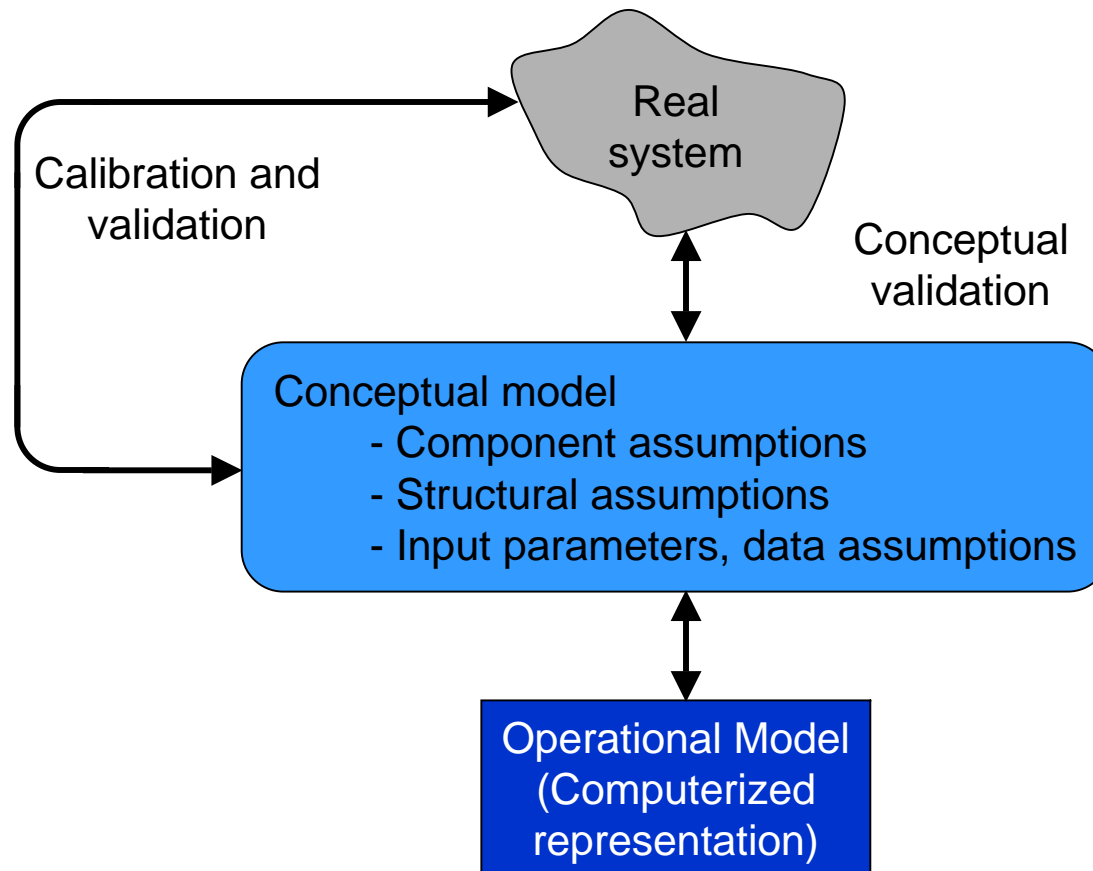 Real
system
Calibration and
validation
Conceptual
validation
Conceptual model
- Component assumptions
- Structural assumptions
- Input parameters, data assumptions
Operational Model
(Computerized
representation)